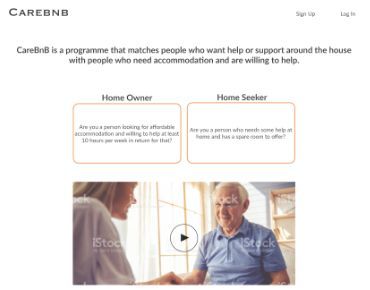 CAREBNB
Sign Up
Log In
CareBnB is a programme that matches people who want help or support around the house
with people who need accommodation and are willing to help.
Home Owner
Home Seeker
Are you a person looking for affordable
accommodation and willing to help at least
10 hours per week in return for that?
Are you a person who needs some help at
home and has a spare room to offer?
iStock
iStock
iStock